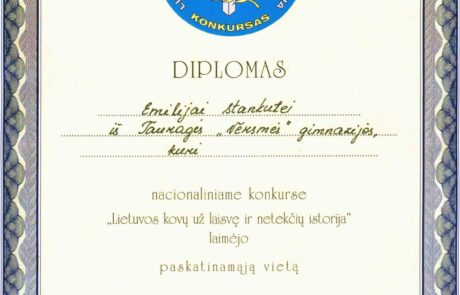 KONKURSAS
DIPLOMAS
Emilijai Stankutei
iš Tauragės „Versmės" gimnazijos,
kuri
nacionaliniame konkurse
„Lietuvos kovų už laisvę ir netekčių istorija"
laimėjo
paskatinamąją vietą